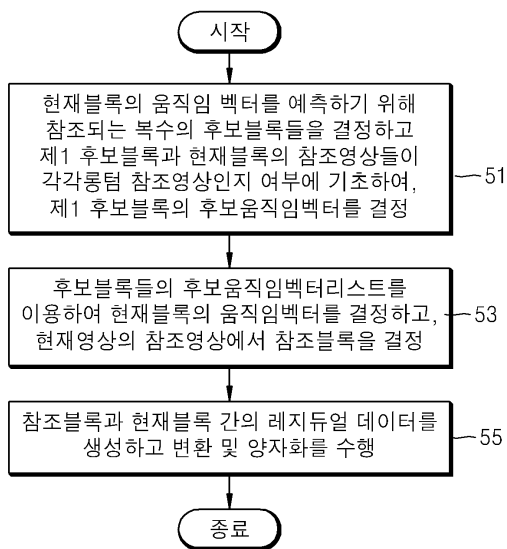 시작
현재블록의 움직임 벡터를 예측하기 위해
참조되는 복수의 후보블록들을 결정하고
제1 후보블록과 현재블록의 참조영상들이
각각롱텀 참조영상인지 여부에 기초하여,
제1 후보블록의 후보움직임벡터를 결정
51
후보블록들의 후보움직임벡터리스트를
이용하여 현재블록의 움직임벡터를 결정하고,
현재영상의 참조영상에서 참조블록을 결정
53
참조블록과 현재블록 간의 레지듀얼 데이터를
생성하고 변환 및 양자화를 수행
55
종료